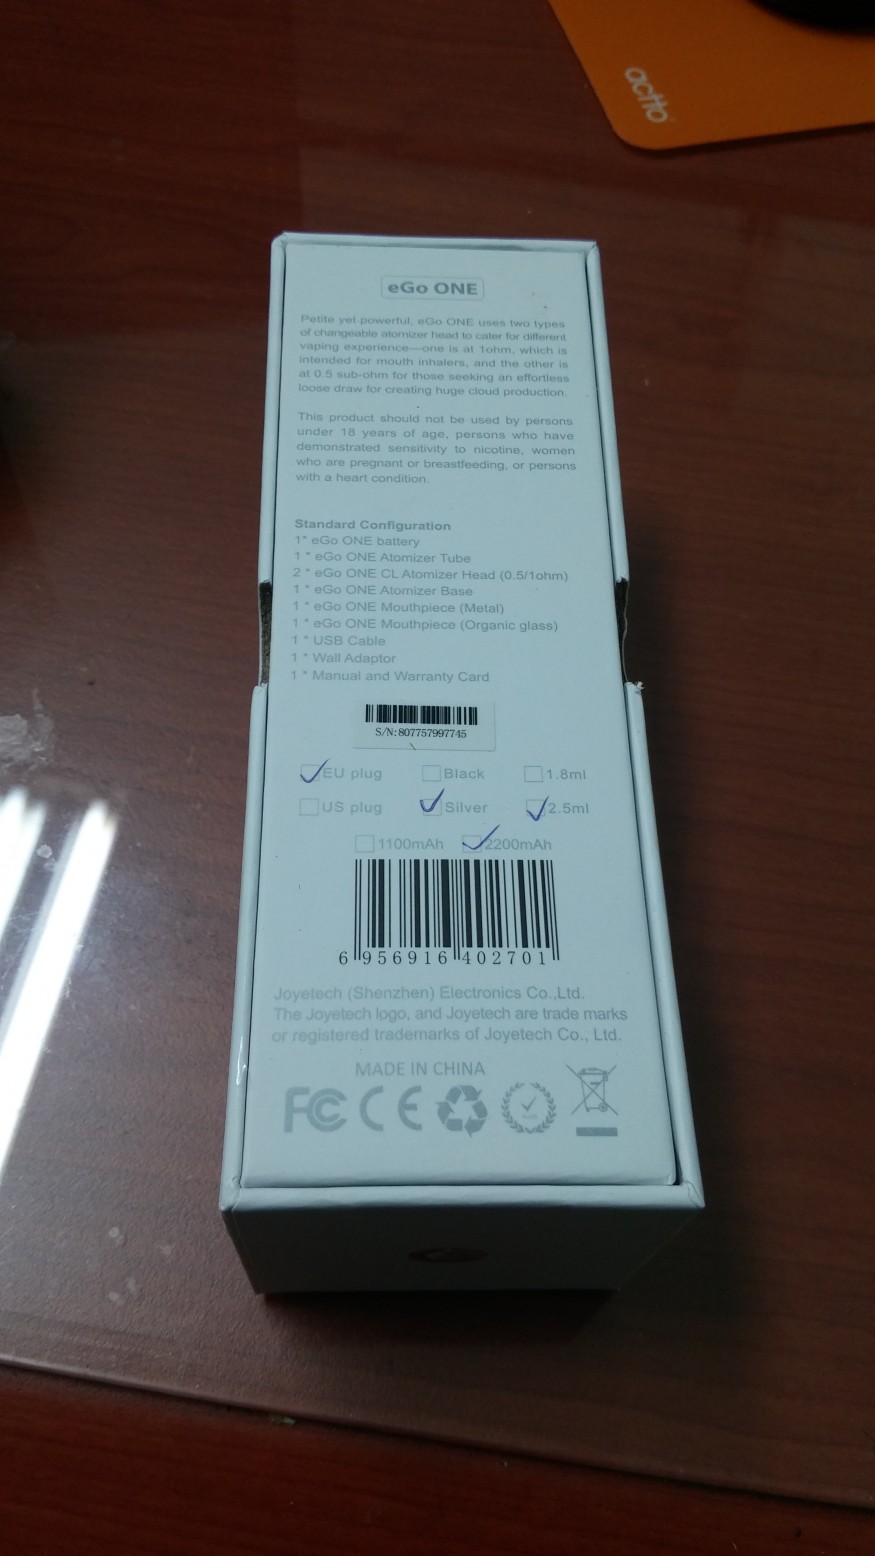 actto
eGo ONE
Petite yet powerful, eGo ONE uses two types
of changeable atomizer head to cater for different
vaping experience—one is at 1ohm, which is
intended for mouth inhalers, and the other is
at 0.5 sub-ohm for those seeking an effortless
loose draw for creating huge cloud production.
This product should not be used by persons
under 18 years of age, persons who have
demonstrated sensitivity to nicotine, women
who are pregnant or breastfeeding, or persons
with a heart condition.
Standard Configuration
1* eGo ONE battery
1 * eGo ONE Atomizer Tube
2 * eGo ONE CL Atomizer Head (0.5/1ohm)
1 * eGo ONE Atomizer Base
1 * eGo ONE Mouthpiece (Metal)
1 * eGo ONE Mouthpiece (Organic glass)
1 * USB Cable
1 * Wall Adaptor
1 * Manual and Warranty Card
S/N: 807757997745
EU plug Black 1.8ml
US plug Silver 2.5ml
1100mAh 2200mAh
6 956916 402701
Joyetech (Shenzhen) Electronics Co.,Ltd.
The Joyetech logo, and Joyetech are trade marks
or registered trademarks of Joyetech Co., Ltd.
MADE IN CHINA
FC CE